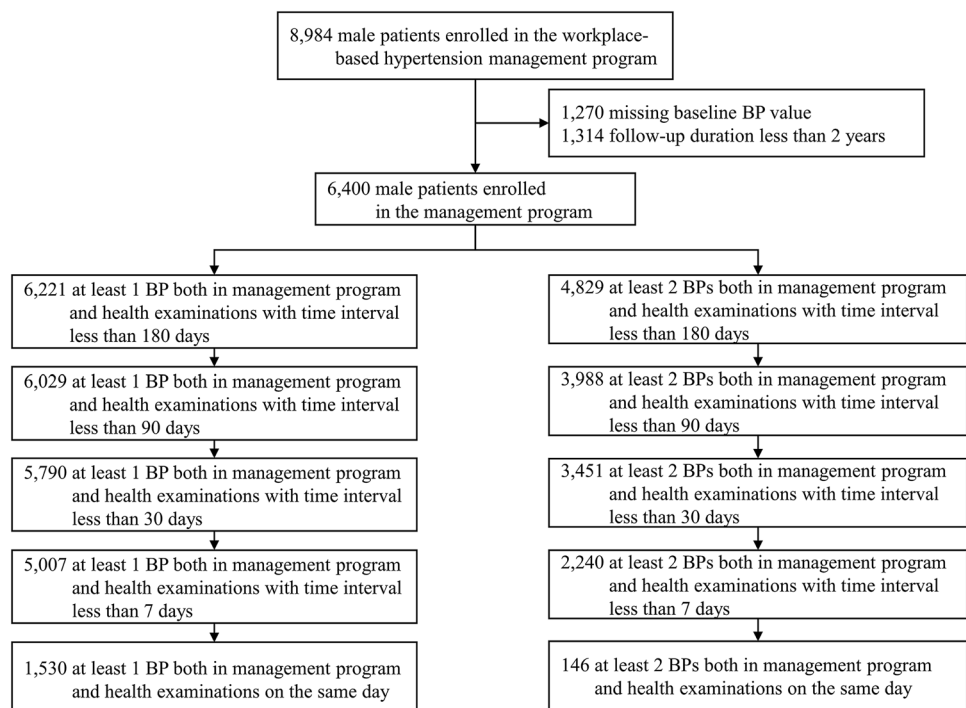 8,984 male patients enrolled in the workplace-
based hypertension management program
1,270 missing baseline BP value
1,314 follow-up duration less than 2 years
6,400 male patients enrolled
in the management program
6,221 at least 1 BP both in management program
and health examinations with time interval
less than 180 days
6,029 at least 1 BP both in management program
and health examinations with time interval
less than 90 days
5,790 at least 1 BP both in management program
and health examinations with time interval
less than 30 days
5,007 at least 1 BP both in management program
and health examinations with time interval
less than 7 days
1,530 at least 1 BP both in management program
and health examinations on the same day
4,829 at least 2 BPs both in management program
and health examinations with time interval
less than 180 days
3,988 at least 2 BPs both in management program
and health examinations with time interval
less than 90 days
3,451 at least 2 BPs both in management program
and health examinations with time interval
less than 30 days
2,240 at least 2 BPs both in management program
and health examinations with time interval
less than 7 days
146 at least 2 BPs both in management program
and health examinations on the same day